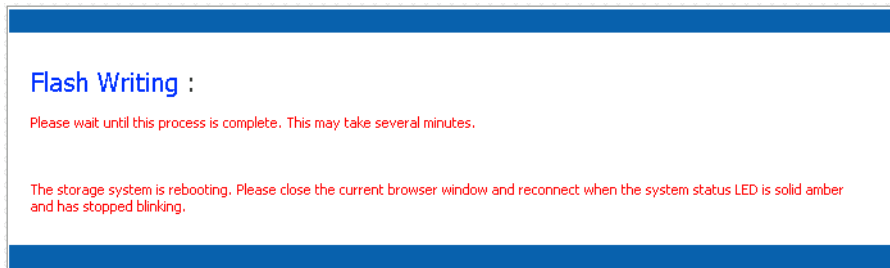 Flash Writing :
Please wait until this process is complete. This may take several minutes.
The storage system is rebooting. Please close the current browser window and reconnect when the system status LED is solid amber
and has stopped blinking.